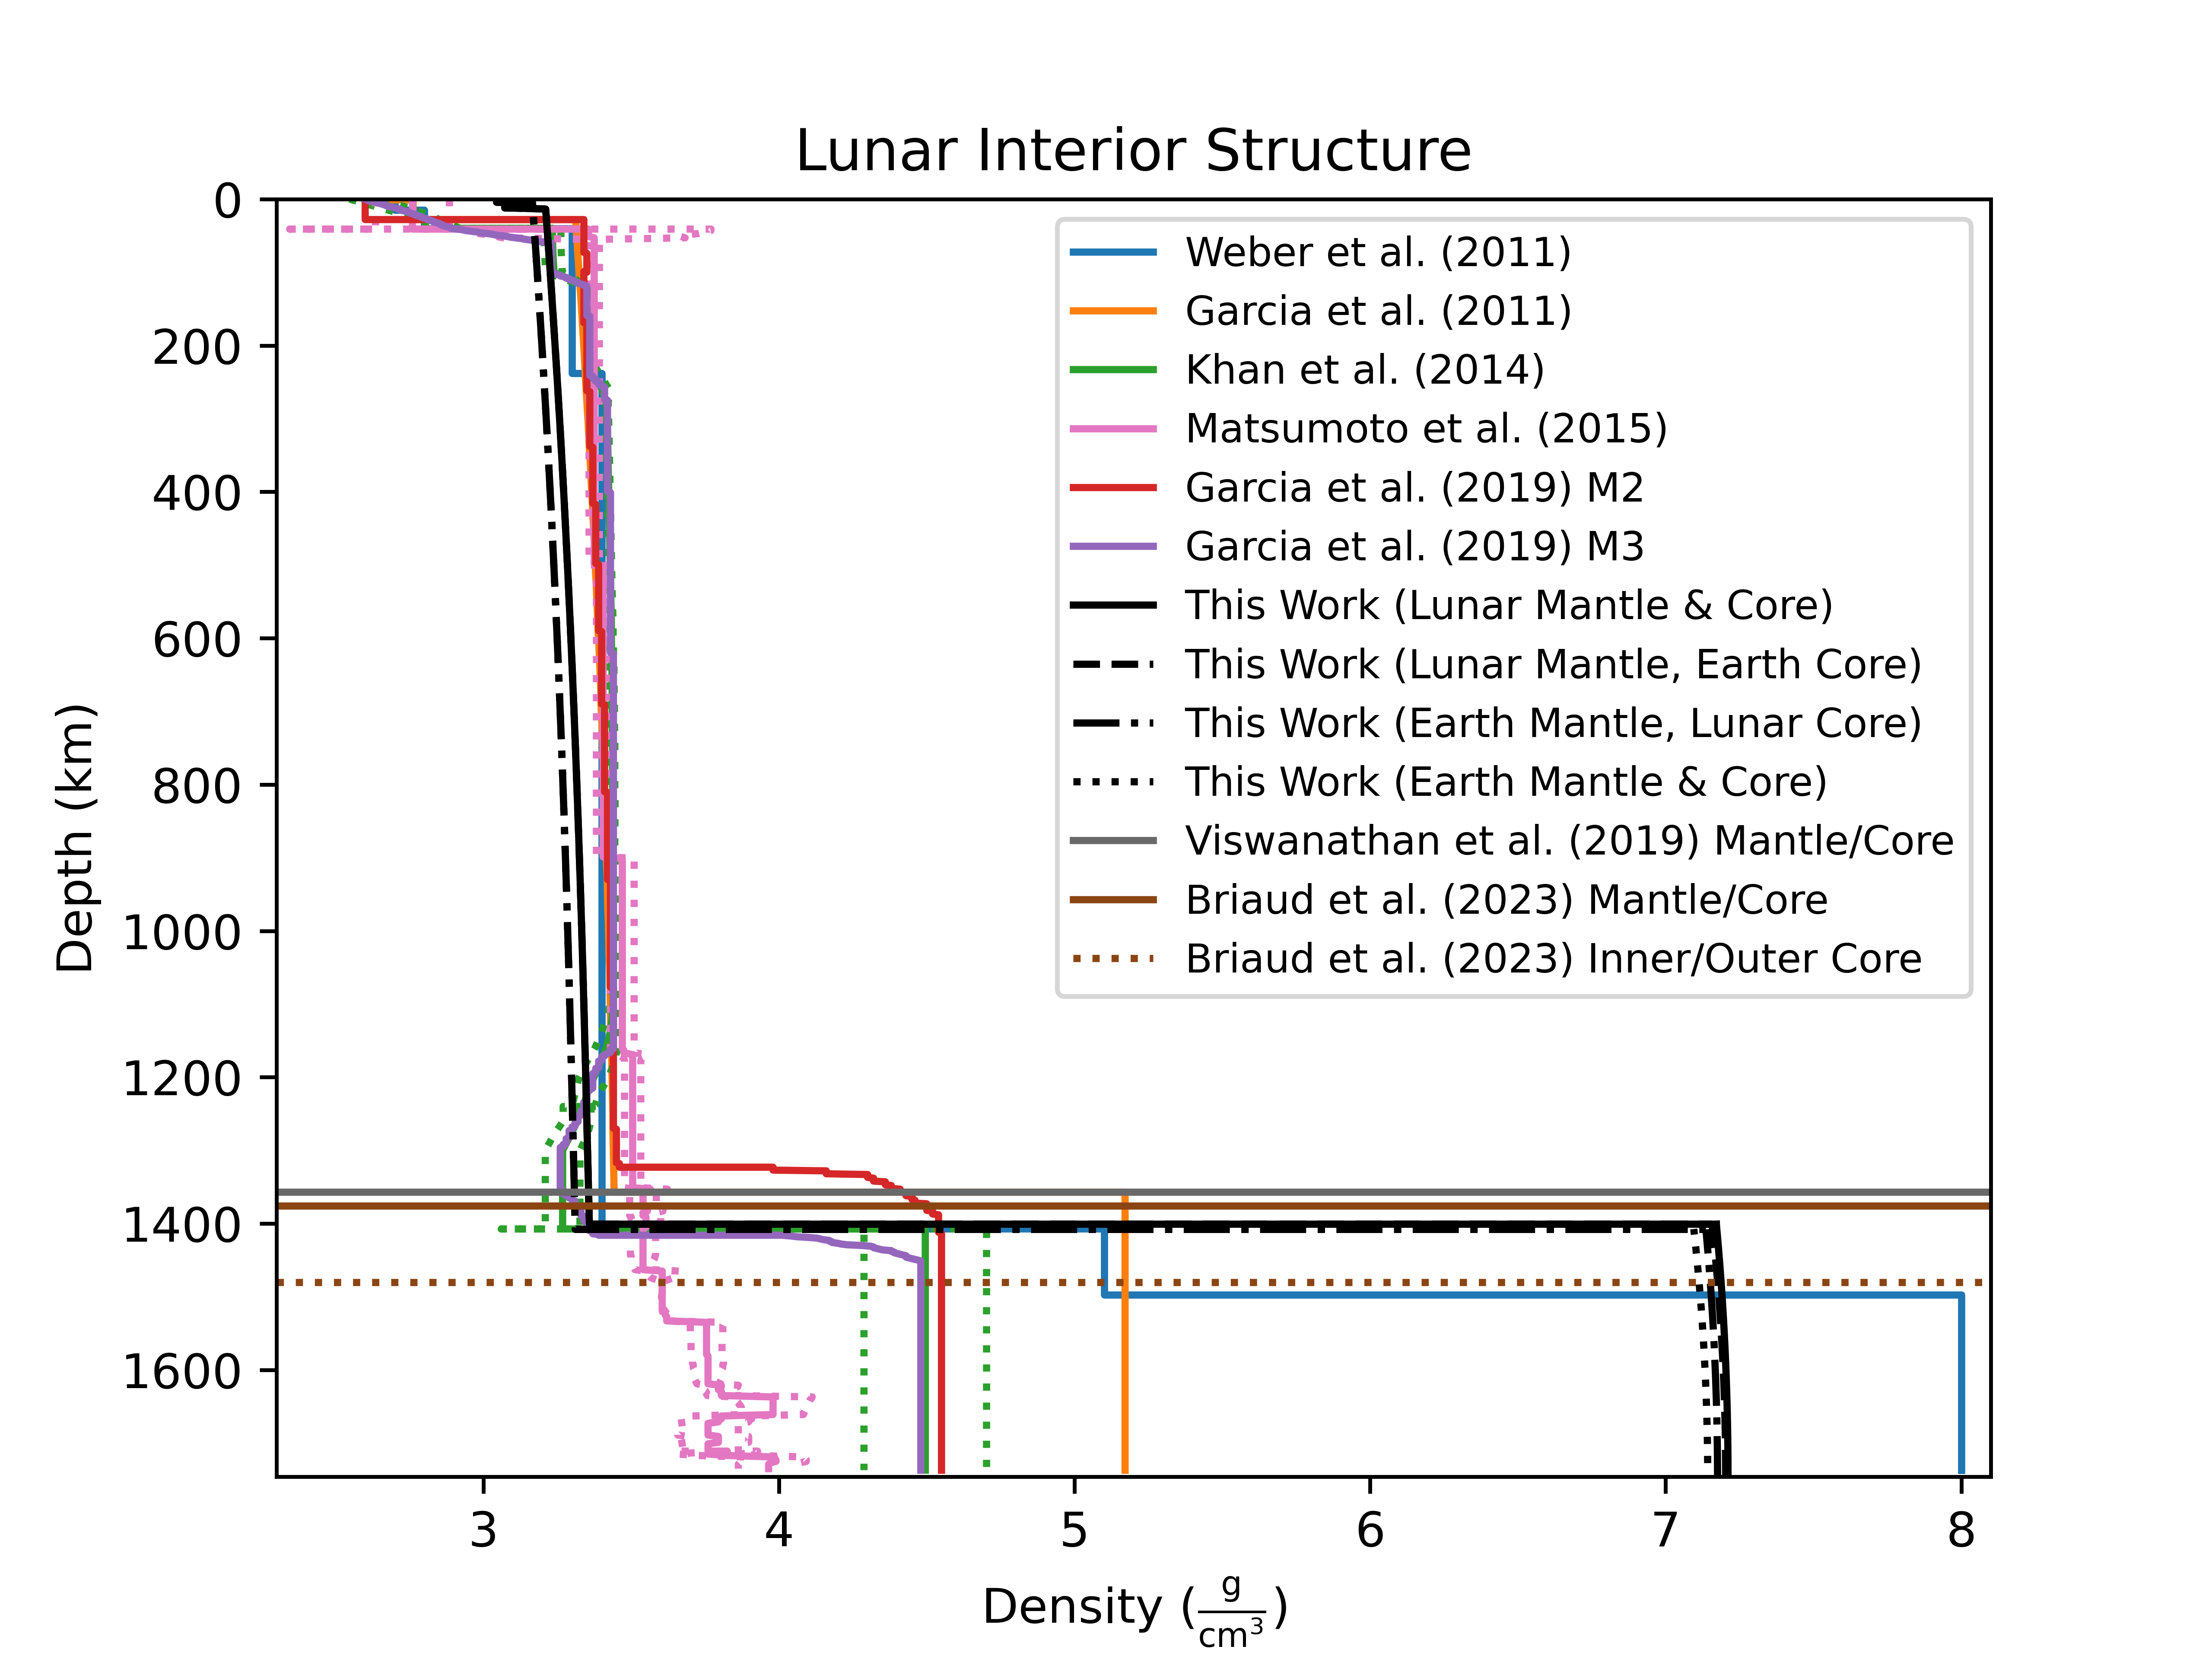 Lunar Interior Structure
0
200
400
600
800
1000
1200
1400
1600
Depth (km)
Weber et al. (2011)
Garcia et al. (2011)
Khan et al. (2014)
Matsumoto et al. (2015)
Garcia et al. (2019) M2
Garcia et al. (2019) M3
This Work (Lunar Mantle & Core)
This Work (Lunar Mantle, Earth Core)
This Work (Earth Mantle, Lunar Core)
This Work (Earth Mantle & Core)
Viswanathan et al. (2019) Mantle/Core
Briaud et al. (2023) Mantle/Core
Briaud et al. (2023) Inner/Outer Core
3 4 5 6 7 8
Density (g/cm³)